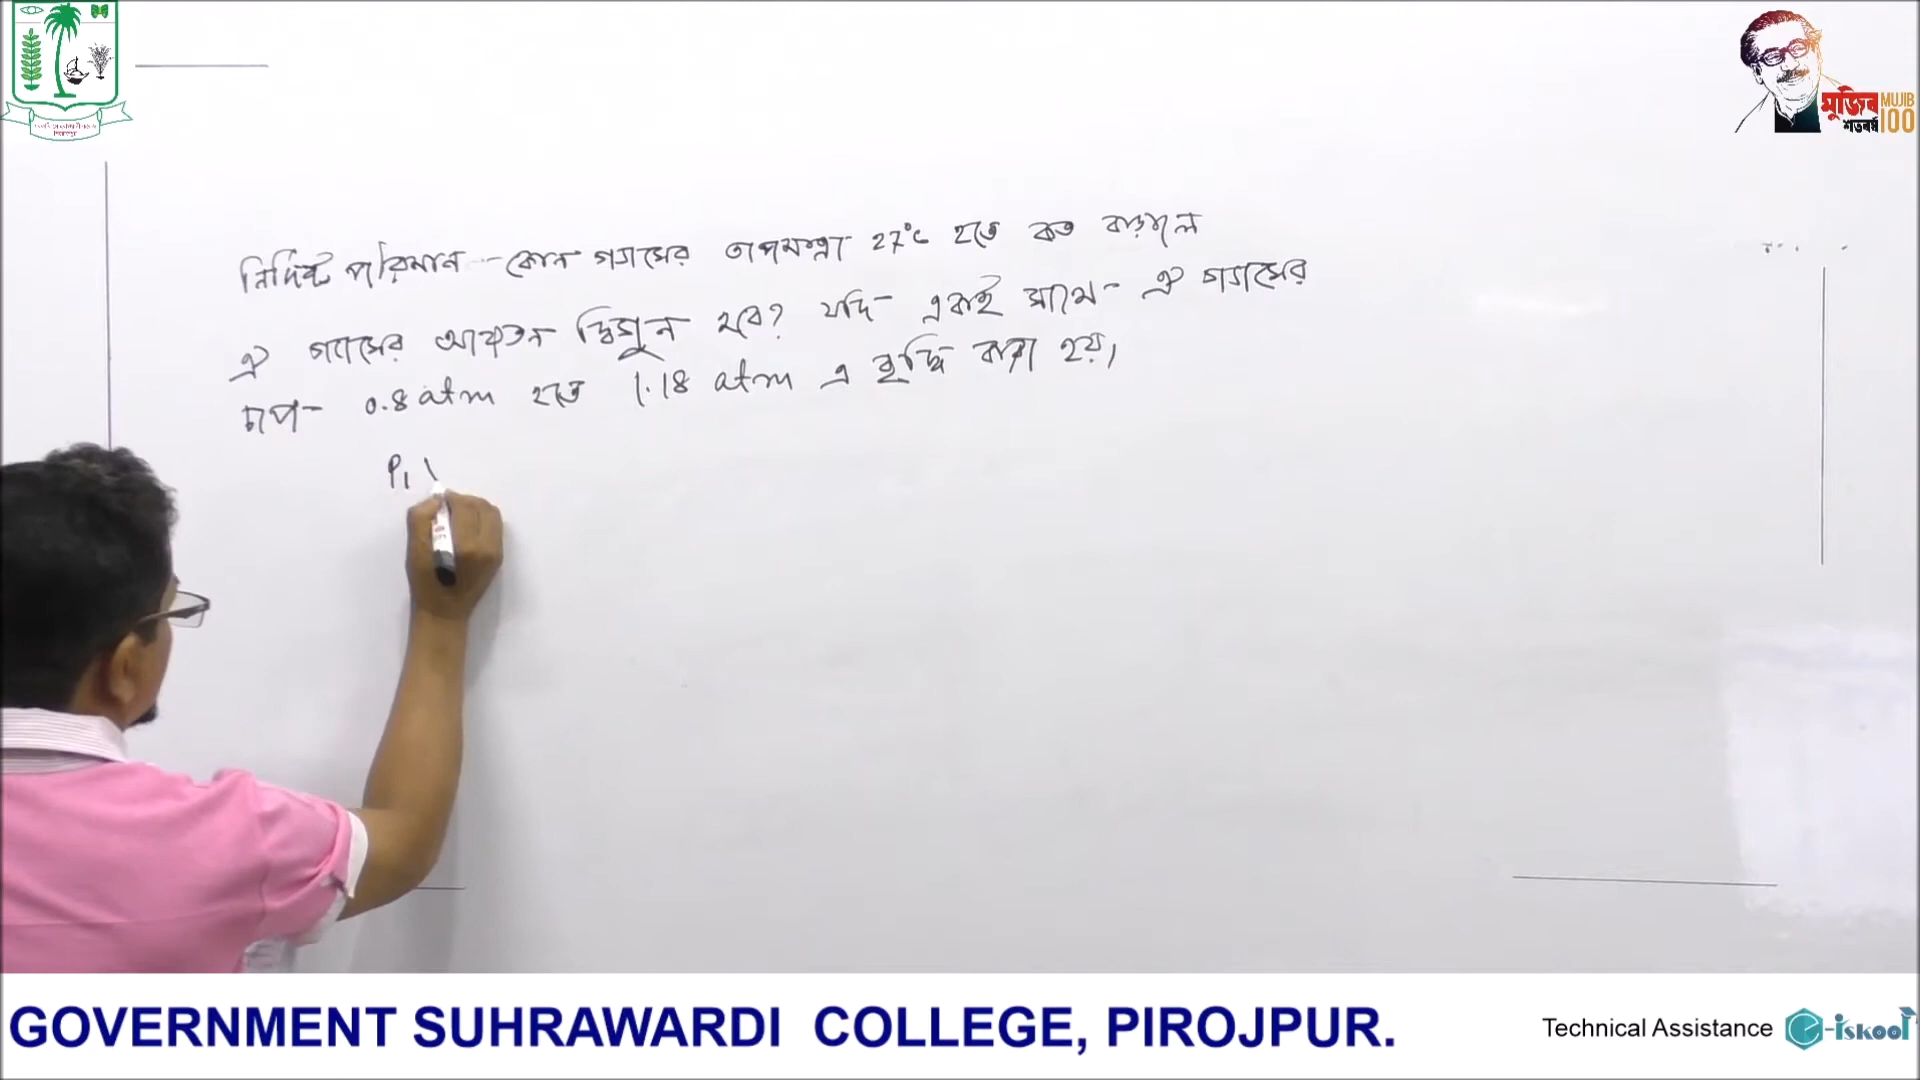 নির্দিষ্ট পরিমান কোন গ্যাসের তাপমাত্রা 27°C হতে কত বাড়ালে
ঐ গ্যাসের আয়তন দ্বিগুন হবে? যদি একই সাথে ঐ গ্যাসের
চাপ 0.8 atm হতে 1.18 atm এ বৃদ্ধি করা হয়।
P₁
মুজিব MUJIB
শতবর্ষ 100
GOVERNMENT SUHRAWARDI COLLEGE, PIROJPUR.
Technical Assistance e-iskool